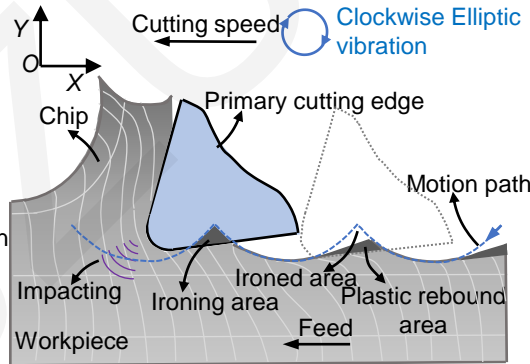 Y
Cutting speed
Clockwise Elliptic
vibration
O
X
Chip
Primary cutting edge
Motion path
Impacting
Ironing area
Ironed area
Plastic rebound
area
Workpiece
Feed